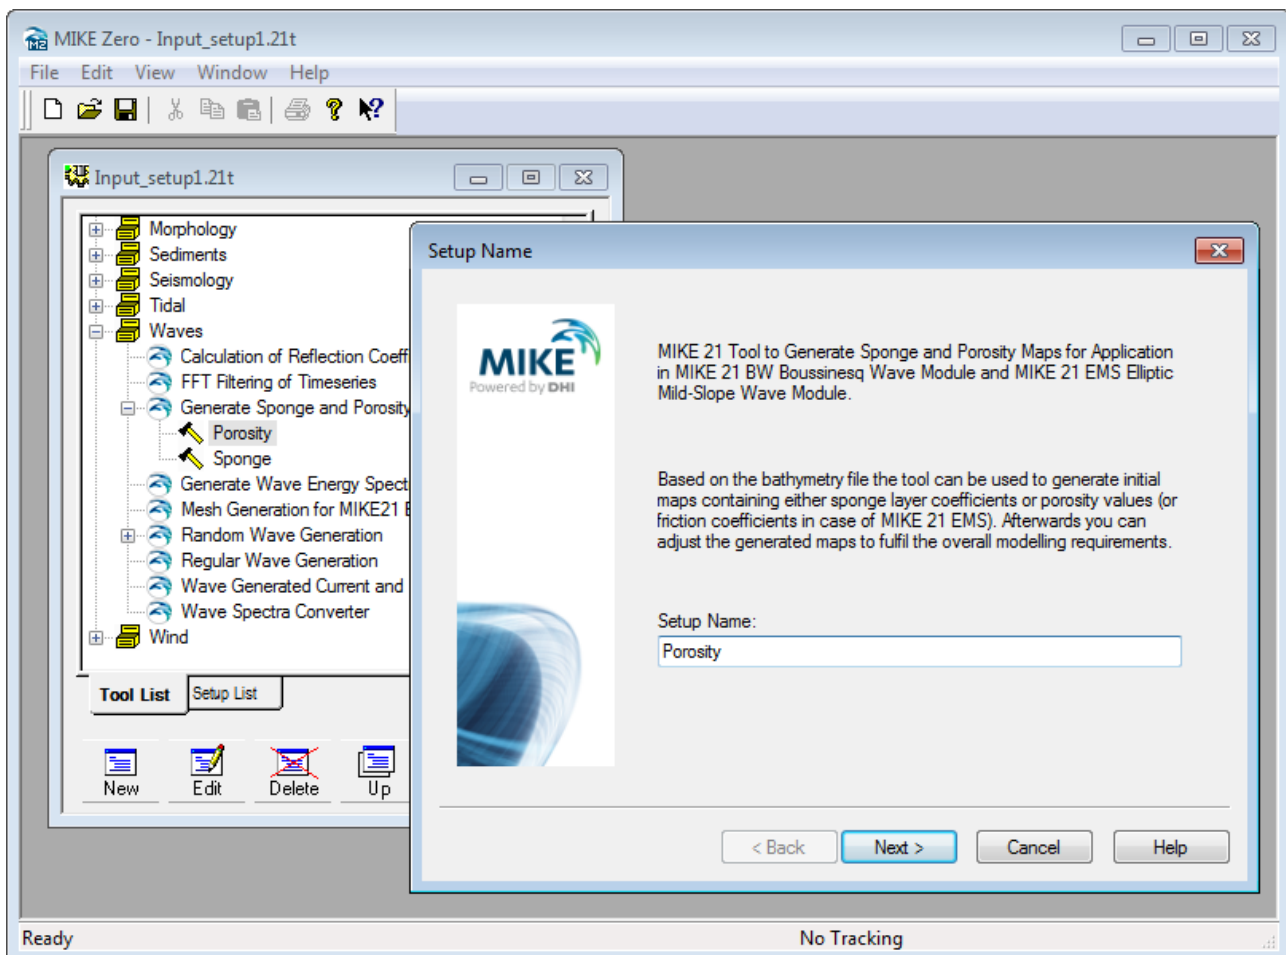 MIKE Zero - Input_setup1.21t
File Edit View Window Help
Input_setup1.21t
Morphology
Sediments
Seismology
Tidal
Waves
Calculation of Reflection Coeff
FFT Filtering of Timeseries
Generate Sponge and Porosity
Porosity
Sponge
Generate Wave Energy Spect
Mesh Generation for MIKE21 E
Random Wave Generation
Regular Wave Generation
Wave Generated Current and
Wave Spectra Converter
Wind
Tool List Setup List
New Edit Delete Up
Setup Name
MIKE
Powered by DHI
MIKE 21 Tool to Generate Sponge and Porosity Maps for Application
in MIKE 21 BW Boussinesq Wave Module and MIKE 21 EMS Elliptic
Mild-Slope Wave Module.
Based on the bathymetry file the tool can be used to generate initial
maps containing either sponge layer coefficients or porosity values (or
friction coefficients in case of MIKE 21 EMS). Afterwards you can
adjust the generated maps to fulfil the overall modelling requirements.
Setup Name:
Porosity
< Back Next > Cancel Help
Ready No Tracking